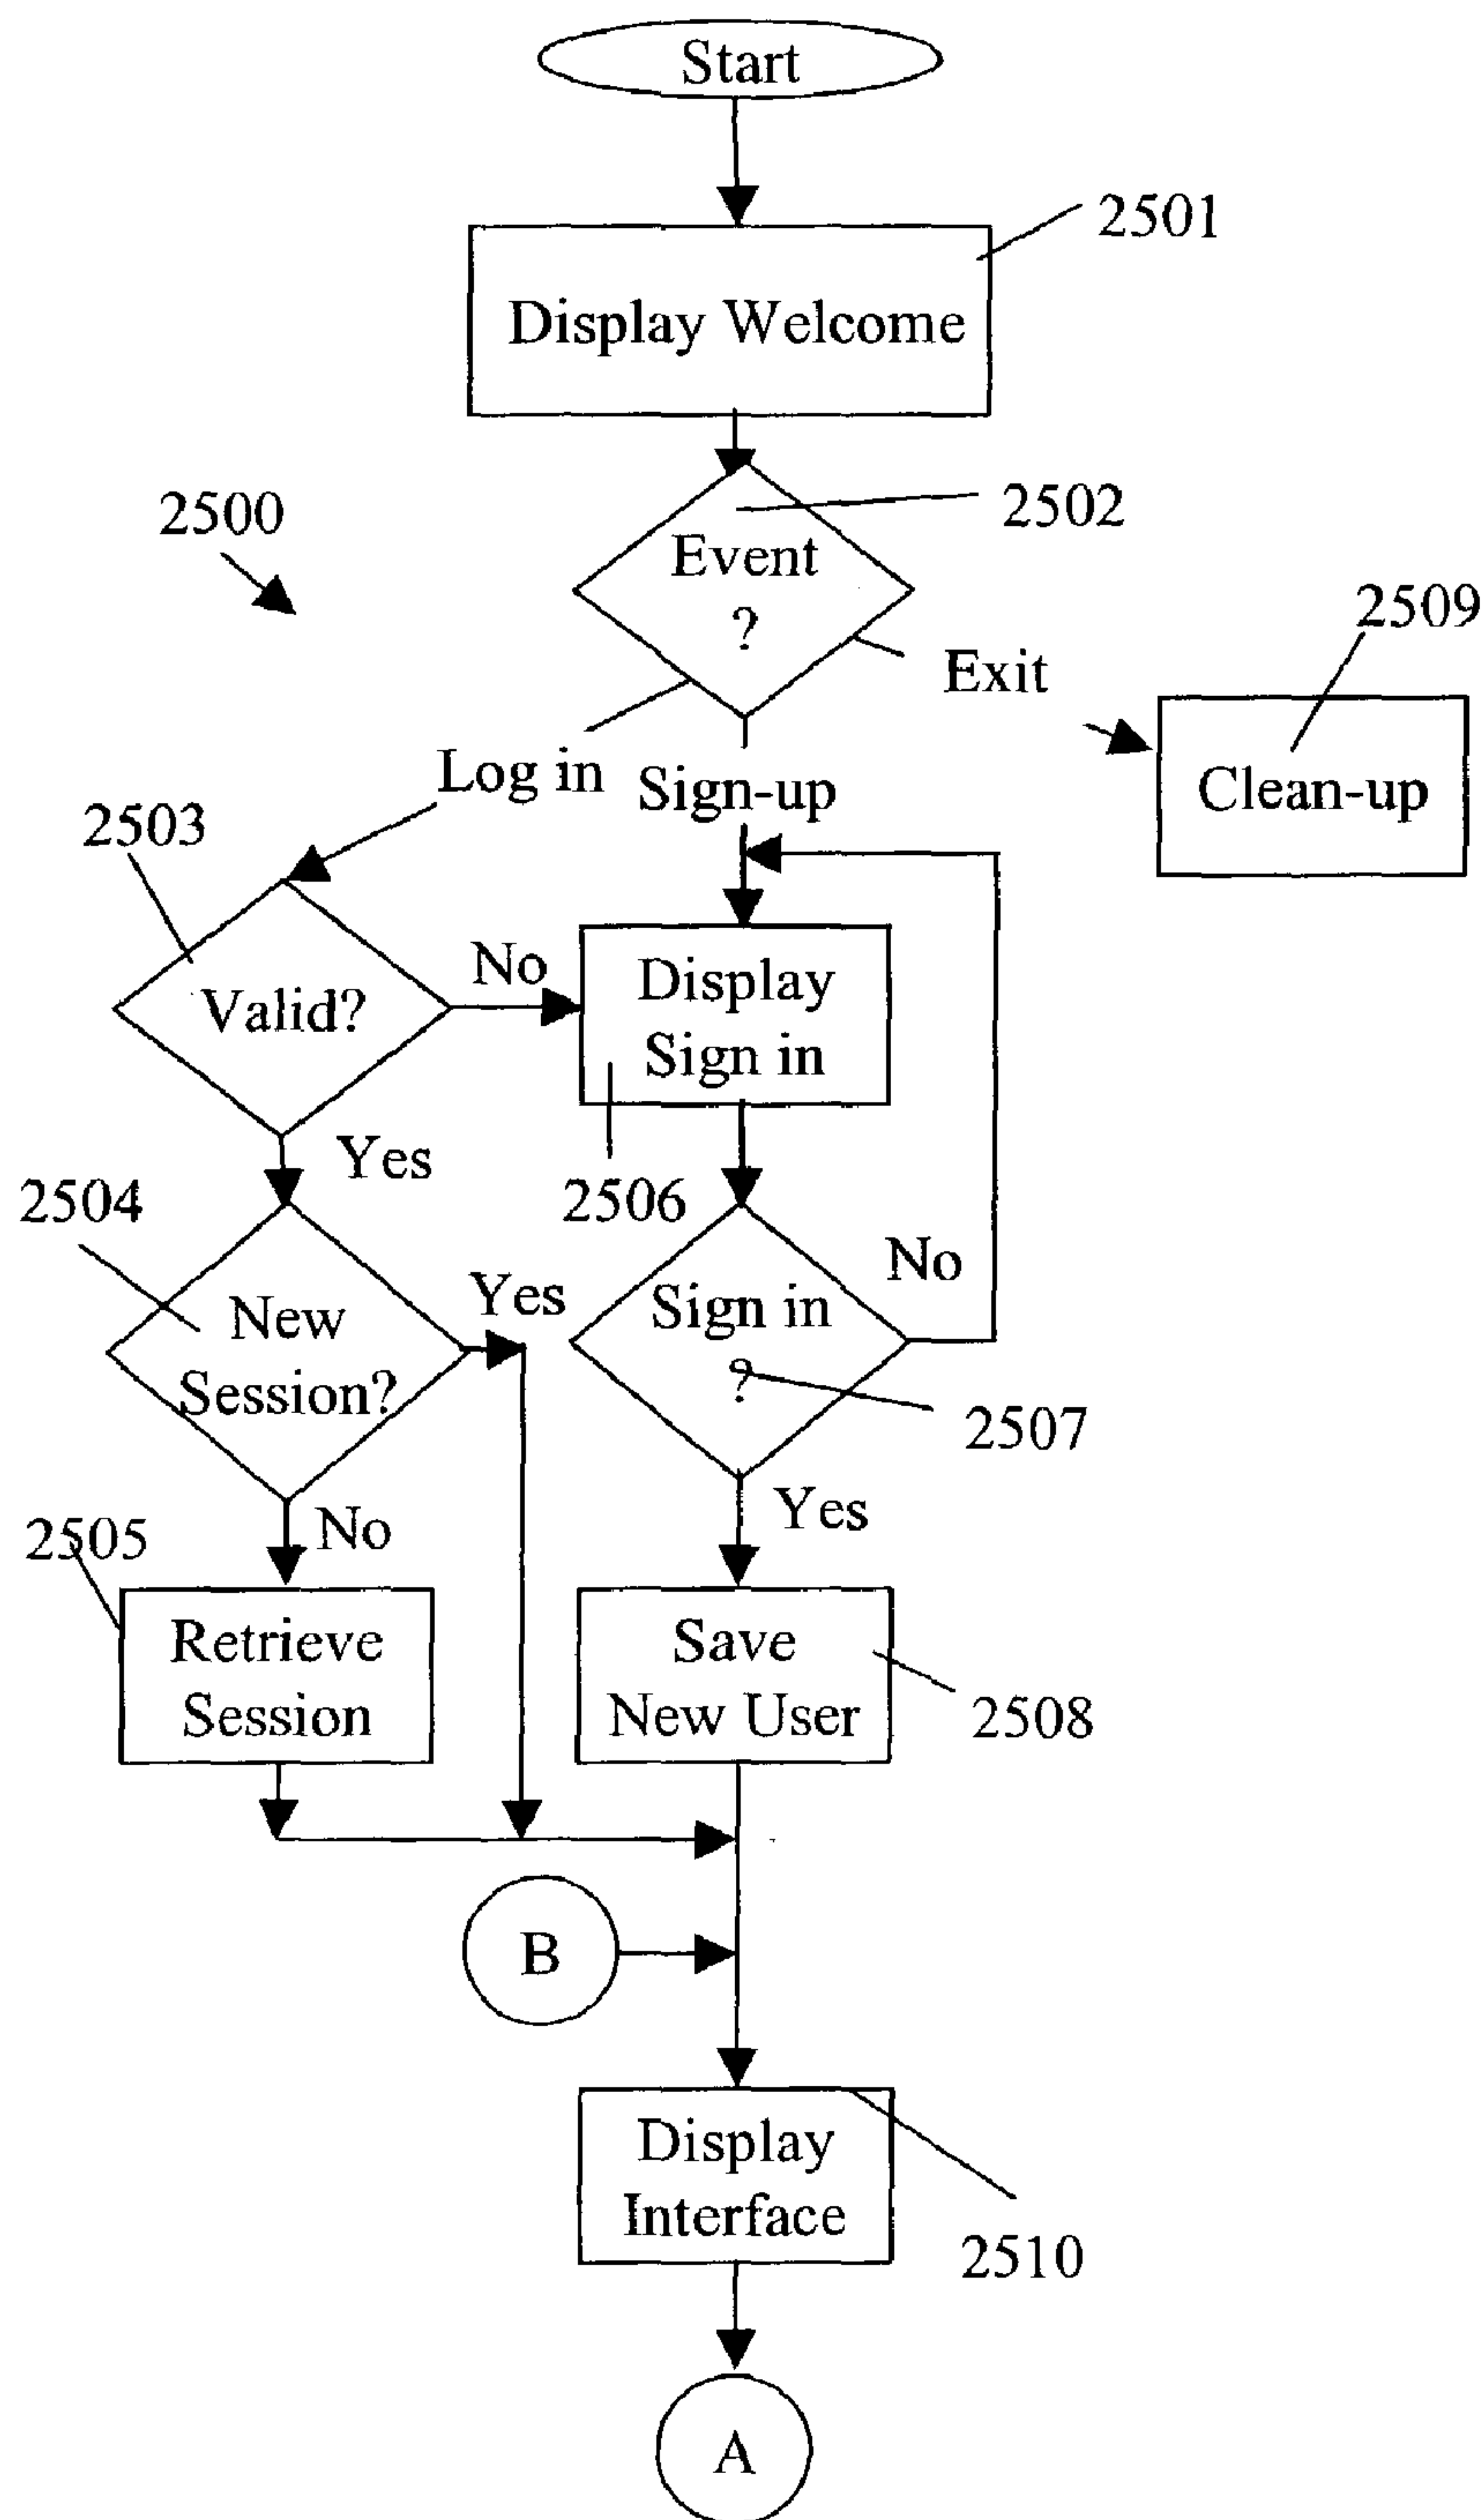 Start
2501
Display Welcome
2500
2502
Event
?
2509
Exit
Log in
Sign-up
Clean-up
2503
No
Display
Sign in
Valid?
Yes
2504
2506
No
Yes
New
Session?
Sign in
?
2507
Yes
No
2505
Retrieve
Session
Save
New User
2508
B
Display
Interface
2510
A